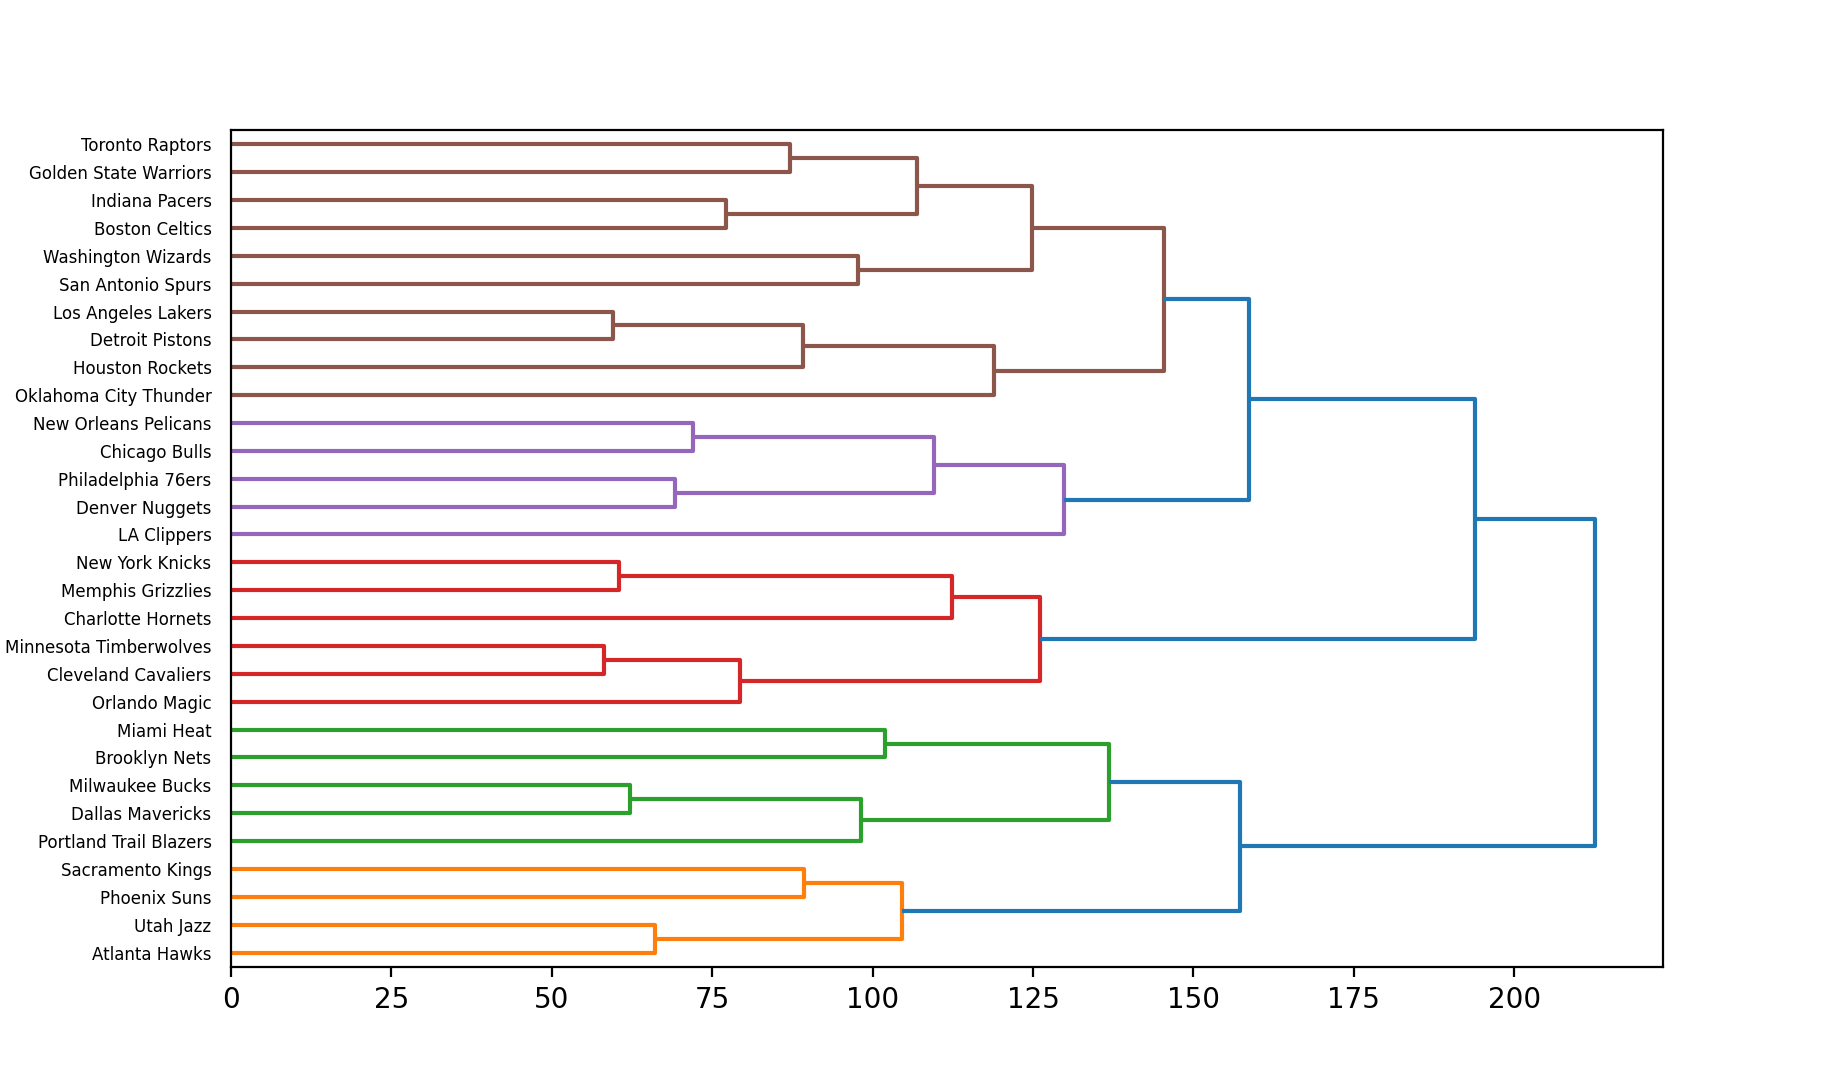 Toronto Raptors
Golden State Warriors
Indiana Pacers
Boston Celtics
Washington Wizards
San Antonio Spurs
Los Angeles Lakers
Detroit Pistons
Houston Rockets
Oklahoma City Thunder
New Orleans Pelicans
Chicago Bulls
Philadelphia 76ers
Denver Nuggets
LA Clippers
New York Knicks
Memphis Grizzlies
Charlotte Hornets
Minnesota Timberwolves
Cleveland Cavaliers
Orlando Magic
Miami Heat
Brooklyn Nets
Milwaukee Bucks
Dallas Mavericks
Portland Trail Blazers
Sacramento Kings
Phoenix Suns
Utah Jazz
Atlanta Hawks
0 25 50 75 100 125 150 175 200